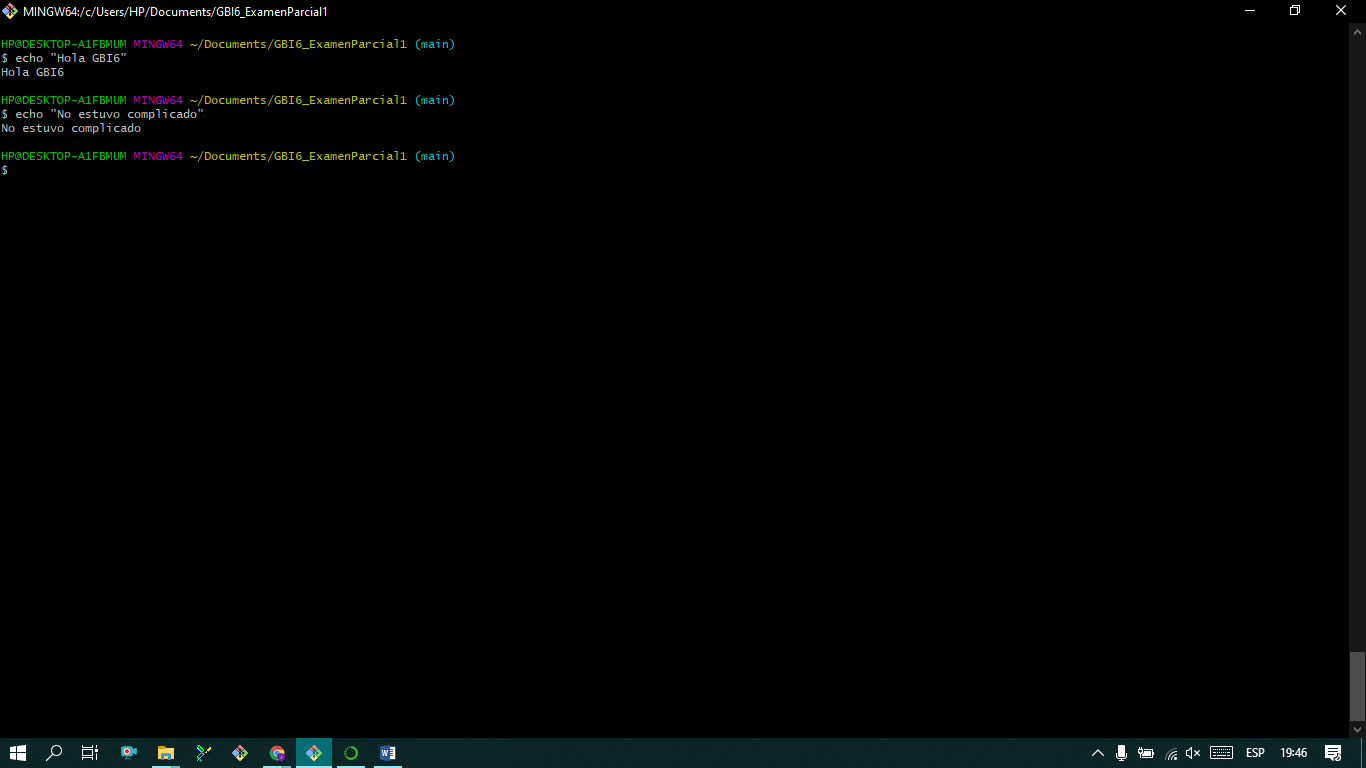 MINGW64:/c/Users/HP/Documents/GBI6_ExamenParcial1
HP@DESKTOP-A1FBMUM MINGW64 ~/Documents/GBI6_ExamenParcial1 (main)
$ echo "Hola GBI6"
Hola GBI6
HP@DESKTOP-A1FBMUM MINGW64 ~/Documents/GBI6_ExamenParcial1 (main)
$ echo "No estuvo complicado"
No estuvo complicado
HP@DESKTOP-A1FBMUM MINGW64 ~/Documents/GBI6_ExamenParcial1 (main)
$
ESP 19:46